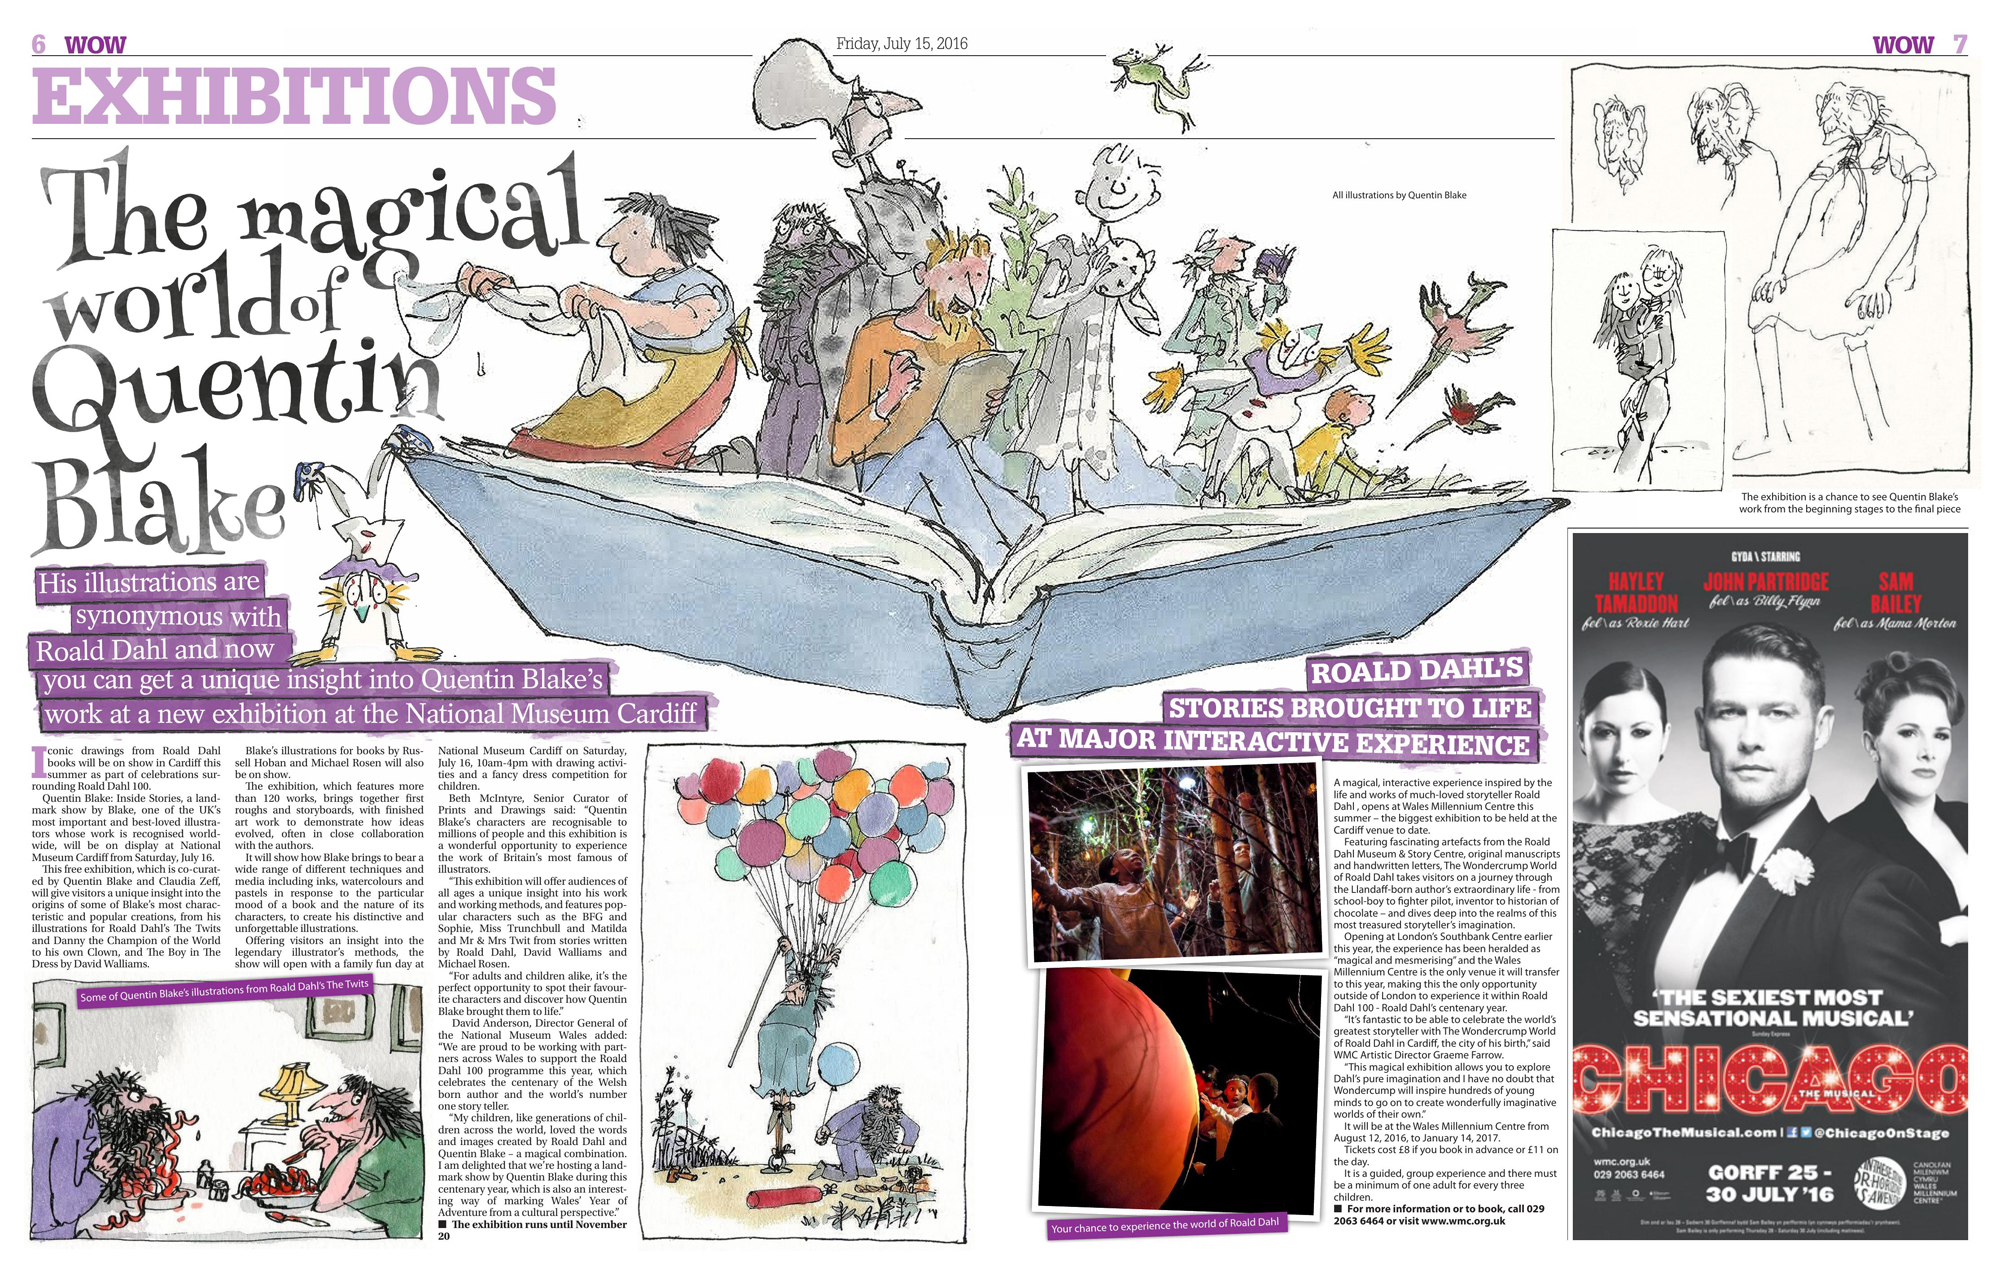 6 WOW
Friday, July 15, 2016
WOW 7
EXHIBITIONS
The magical
world of
Quentin
Blake
His illustrations are
synonymous with
Roald Dahl and now
you can get a unique insight into Quentin Blake's
work at a new exhibition at the National Museum Cardiff
Iconic drawings from Roald Dahl
books will be on show in Cardiff this
summer as part of celebrations sur-
rounding Roald Dahl 100.
Quentin Blake: Inside Stories, a land-
mark show by Blake, one of the UK's
most important and best-loved illustra-
tors whose work is recognised world-
wide, will be on display at National
Museum Cardiff from Saturday, July 16.
This free exhibition, which is co-curat-
ed by Quentin Blake and Claudia Zeff,
will give visitors a unique insight into the
origins of some of Blake's most charac-
teristic and popular creations, from his
illustrations for Roald Dahl's The Twits
and Danny the Champion of the World
to his own Clown, and The Boy in The
Dress by David Walliams.
Blake's illustrations for books by Rus-
sell Hoban and Michael Rosen will also
be on show.
The exhibition, which features more
than 120 works, brings together first
roughs and storyboards, with finished
art work to demonstrate how ideas
evolved, often in close collaboration
with the authors.
It will show how Blake brings to bear a
wide range of different techniques and
media including inks, watercolours and
pastels in response to the particular
mood of a book and the nature of its
characters, to create his distinctive and
unforgettable illustrations.
Offering visitors an insight into the
legendary illustrator's methods, the
show will open with a family fun day at
National Museum Cardiff on Saturday,
July 16, 10am-4pm with drawing activi-
ties and a fancy dress competition for
children.
Beth McIntyre, Senior Curator of
Prints and Drawings said: "Quentin
Blake's characters are recognisable to
millions of people and this exhibition is
a wonderful opportunity to experience
the work of Britain's most famous of
illustrators.
"This exhibition will offer audiences of
all ages a unique insight into his work
and working methods, and features pop-
ular characters such as the BFG and
Sophie, Miss Trunchbull and Matilda
and Mr & Mrs Twit from stories written
by Roald Dahl, David Walliams and
Michael Rosen.
"For adults and children alike, it's the
perfect opportunity to spot their favour-
ite characters and discover how Quentin
Blake brought them to life."
David Anderson, Director General of
the National Museum Wales added:
"We are proud to be working with part-
ners across Wales to support the Roald
Dahl 100 programme this year, which
celebrates the centenary of the Welsh
born author and the world's number
one story teller.
"My children, like generations of chil-
dren across the world, loved the words
and images created by Roald Dahl and
Quentin Blake – a magical combination.
I am delighted that we're hosting a land-
mark show by Quentin Blake during this
centenary year, which is also an interest-
ing way of marking Wales' Year of
Adventure from a cultural perspective."
■ The exhibition runs until November
20
Some of Quentin Blake's illustrations from Roald Dahl's The Twits
All illustrations by Quentin Blake
The exhibition is a chance to see Quentin Blake's
work from the beginning stages to the final piece
ROALD DAHL'S
STORIES BROUGHT TO LIFE
AT MAJOR INTERACTIVE EXPERIENCE
A magical, interactive experience inspired by the
life and works of much-loved storyteller Roald
Dahl , opens at Wales Millennium Centre this
summer – the biggest exhibition to be held at the
Cardiff venue to date.
Featuring fascinating artefacts from the Roald
Dahl Museum & Story Centre, original manuscripts
and handwritten letters, The Wondercrump World
of Roald Dahl takes visitors on a journey through
the Llandaff-born author's extraordinary life - from
school-boy to fighter pilot, inventor to historian of
chocolate – and dives deep into the realms of this
most treasured storyteller's imagination.
Opening at London's Southbank Centre earlier
this year, the experience has been heralded as
"magical and mesmerising" and the Wales
Millennium Centre is the only venue it will transfer
to this year, making this the only opportunity
outside of London to experience it within Roald
Dahl 100 - Roald Dahl's centenary year.
"It's fantastic to be able to celebrate the world's
greatest storyteller with The Wondercrump World
of Roald Dahl in Cardiff, the city of his birth," said
WMC Artistic Director Graeme Farrow.
"This magical exhibition allows you to explore
Dahl's pure imagination and I have no doubt that
Wondercump will inspire hundreds of young
minds to go on to create wonderfully imaginative
worlds of their own."
It will be at the Wales Millennium Centre from
August 12, 2016, to January 14, 2017.
Tickets cost £8 if you book in advance or £11 on
the day.
It is a guided, group experience and there must
be a minimum of one adult for every three
children.
■ For more information or to book, call 029
2063 6464 or visit www.wmc.org.uk
Your chance to experience the world of Roald Dahl
GYDA \ STARRING
HAYLEY
TAMADDON
fel \ as Roxie Hart
JOHN PARTRIDGE
fel \ as Billy Flynn
SAM
BAILEY
fel \ as Mama Morton
'THE SEXIEST MOST
SENSATIONAL MUSICAL'
Sunday Express
CHICAGO
THE MUSICAL
ChicagoTheMusical.com | @ChicagoOnStage
wmc.org.uk
029 2063 6464
GORFF 25 -
30 JULY '16
CANOLFAN
MILENIWM
CYMRU
WALES
MILLENNIUM
CENTRE
Sam Bailey is only performing Thursday 28 - Saturday 30 July (including matinees).